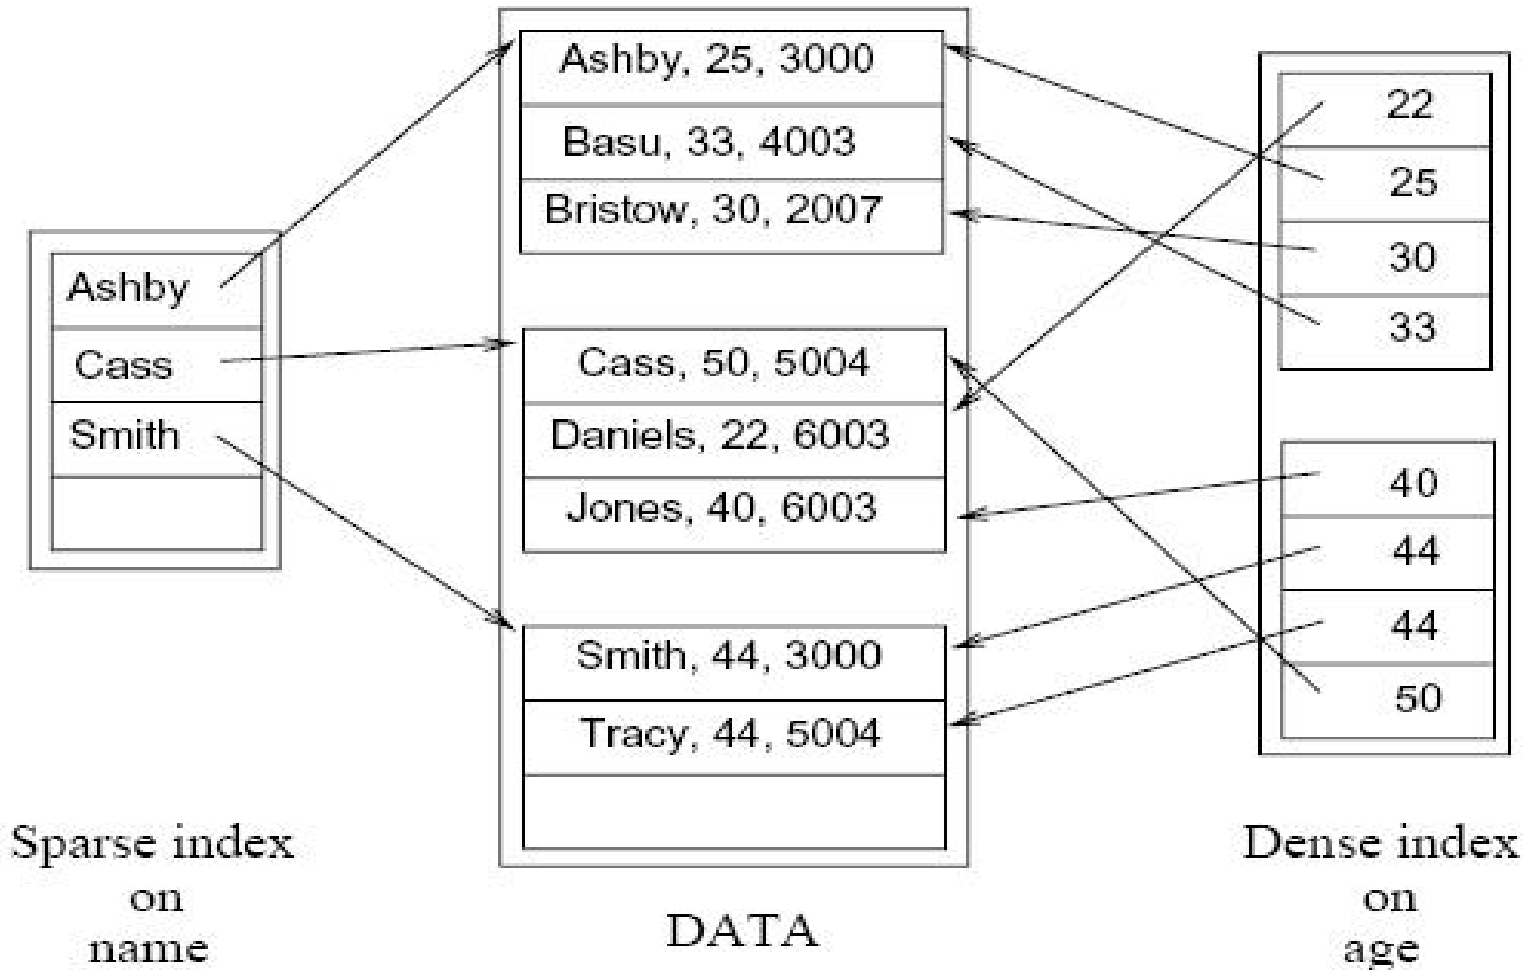 Ashby
Cass
Smith
Sparse index
on
name
Ashby, 25, 3000
Basu, 33, 4003
Bristow, 30, 2007
Cass, 50, 5004
Daniels, 22, 6003
Jones, 40, 6003
Smith, 44, 3000
Tracy, 44, 5004
DATA
22
25
30
33
40
44
44
50
Dense index
on
age